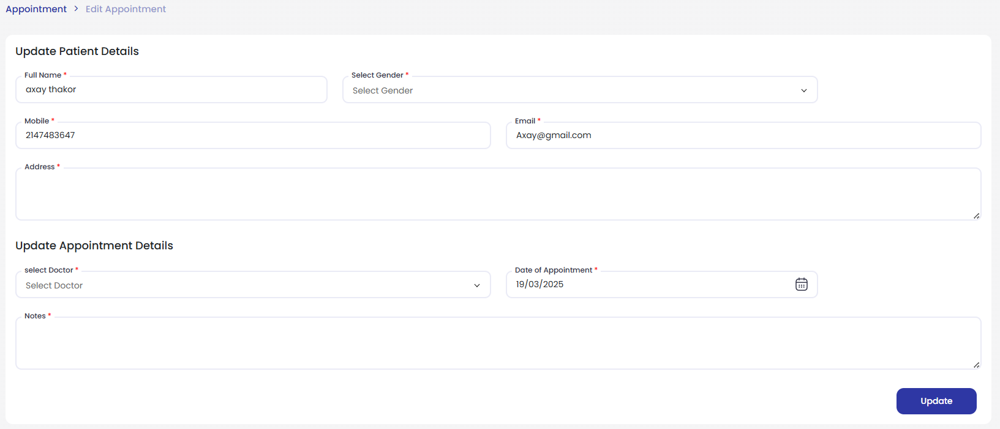 Appointment > Edit Appointment
Update Patient Details
Full Name *
axay thakor
Select Gender *
Select Gender
Mobile *
2147483647
Email *
Axay@gmail.com
Address *
Update Appointment Details
select Doctor *
Select Doctor
Date of Appointment *
19/03/2025
Notes *
Update